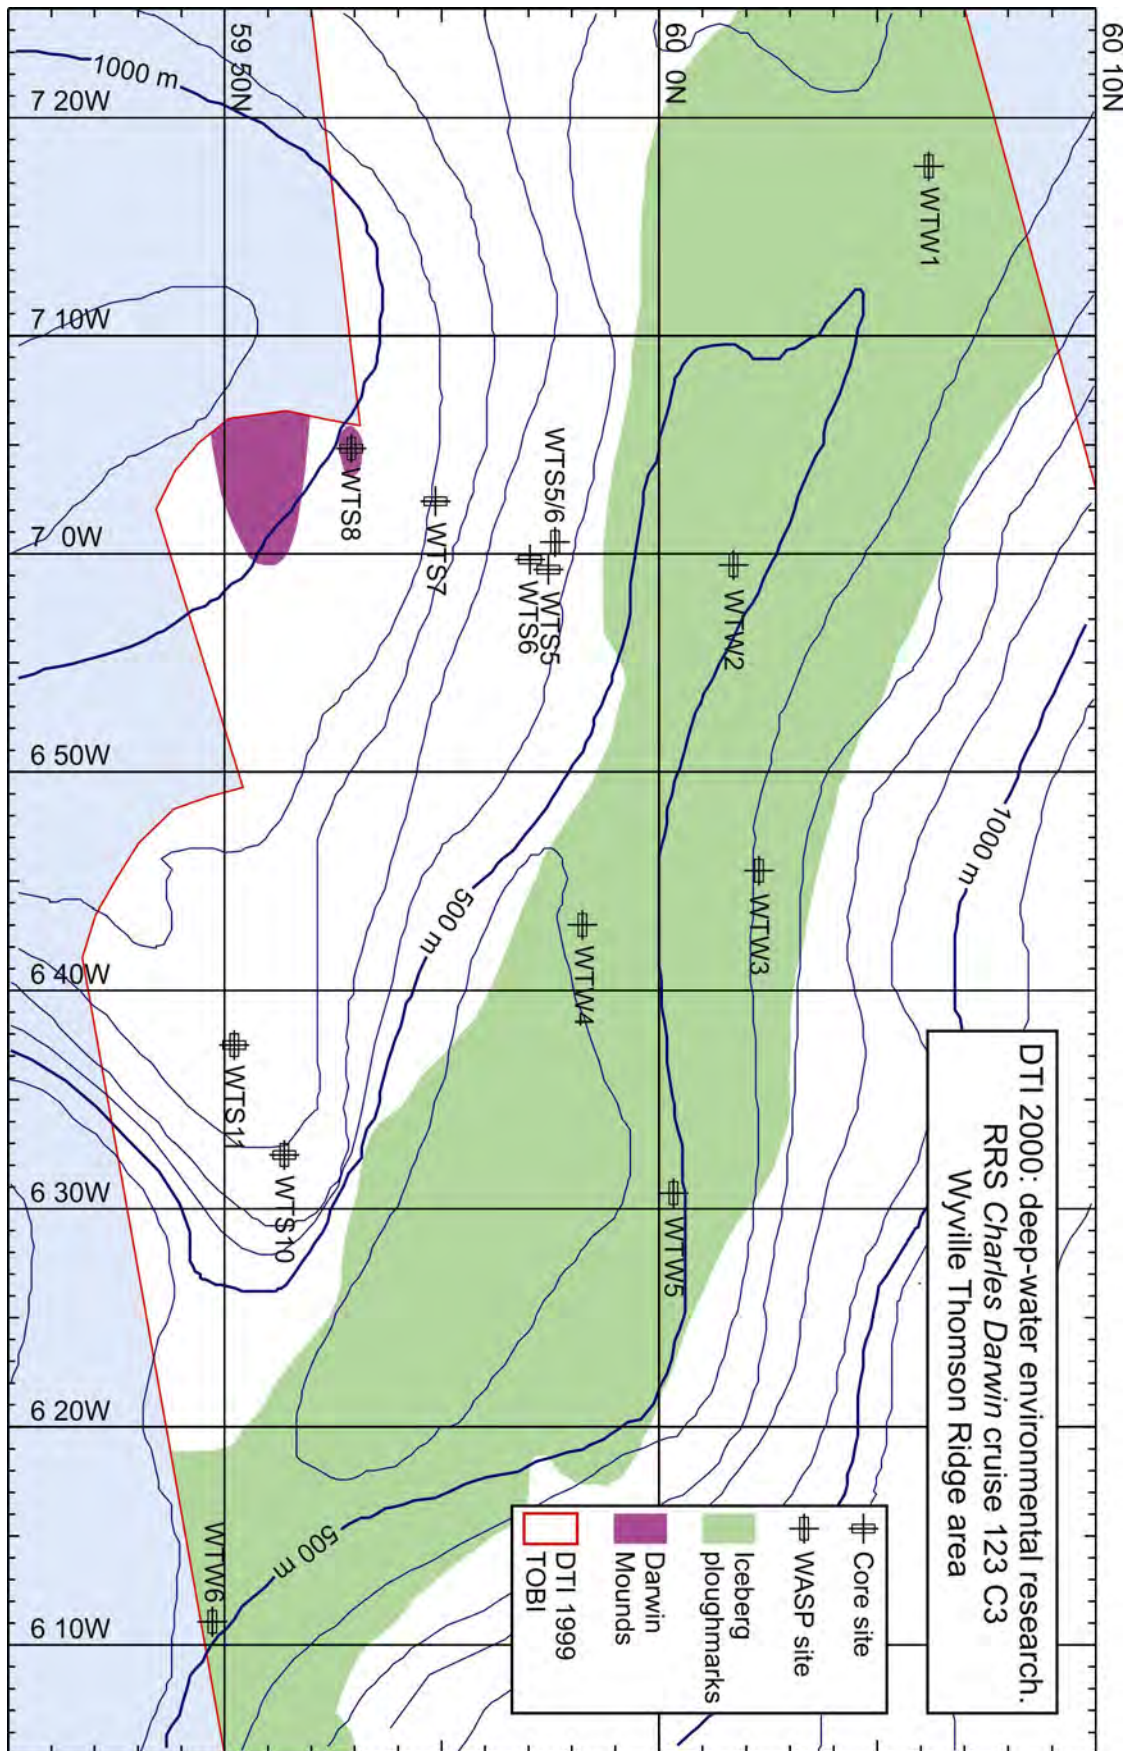 DTI 2000: deep-water environmental research.
RRS Charles Darwin cruise 123 C3
Wyville Thomson Ridge area
Core site
WASP site
Iceberg
ploughmarks
Darwin
Mounds
DTI 1999
TOBI
60 10N
60 0N
59 50N
7 20W
7 10W
7 0W
6 50W
6 40W
6 30W
6 20W
6 10W
1000 m
1000 m
500 m
500 m
WTW1
WTW2
WTW3
WTW4
WTW5
WTW6
WTS5/6
WTS5
WTS6
WTS7
WTS8
WTS10
WTS11